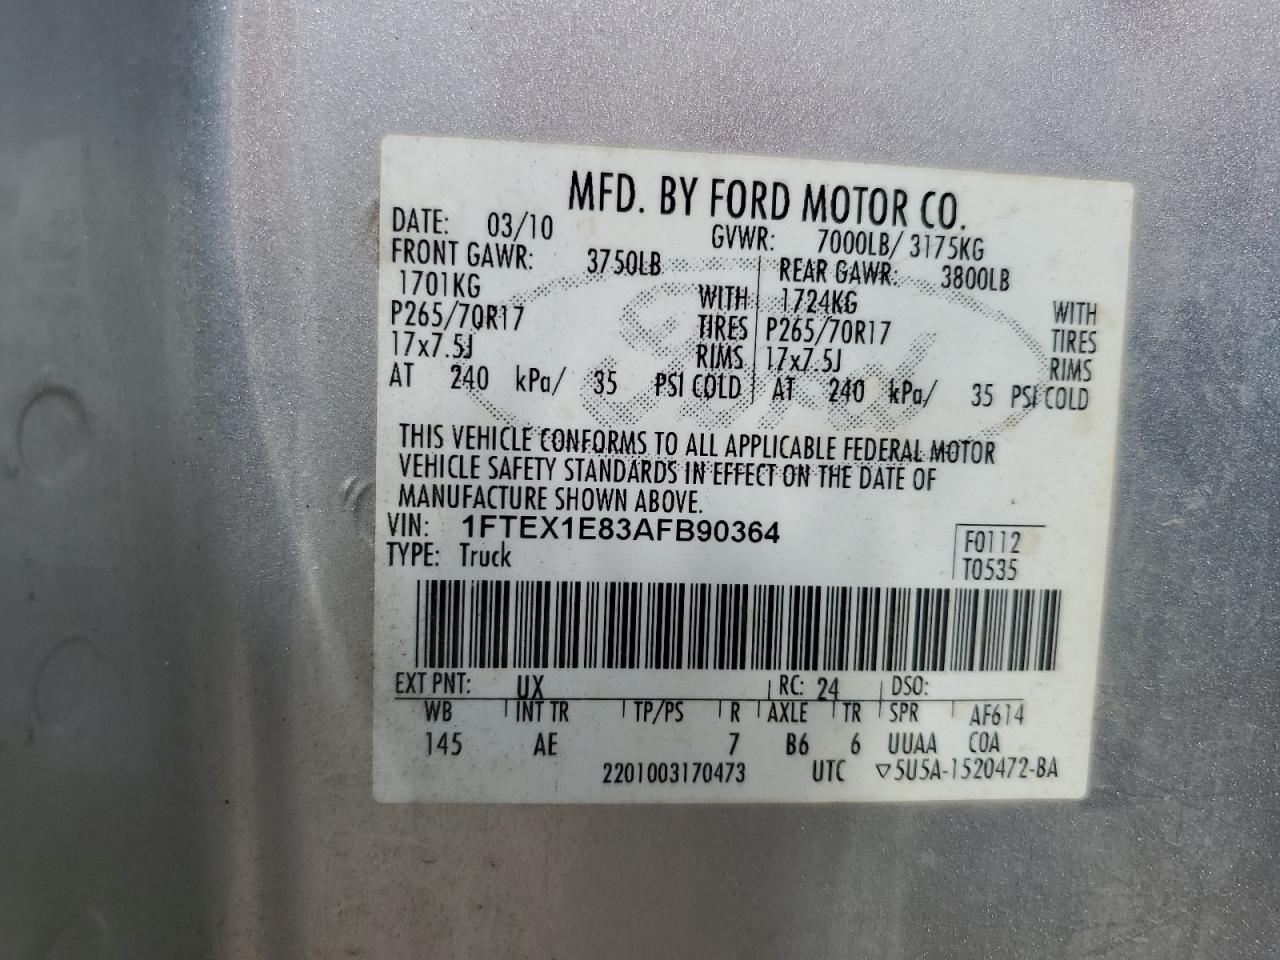 MFD. BY FORD MOTOR CO.
DATE: 03/10 GVWR: 7000LB/ 3175KG
FRONT GAWR: 3750LB REAR GAWR: 3800LB
1701KG WITH 1724KG WITH
P265/70R17 TIRES P265/70R17 TIRES
17x7.5J RIMS 17x7.5J RIMS
AT 240 kPa/ 35 PSI COLD AT 240 kPa/ 35 PSI COLD
Ford
THIS VEHICLE CONFORMS TO ALL APPLICABLE FEDERAL MOTOR
VEHICLE SAFETY STANDARDS IN EFFECT ON THE DATE OF
MANUFACTURE SHOWN ABOVE.
VIN: 1FTEX1E83AFB90364
TYPE: Truck
F0112
T0535
EXT PNT: UX RC: 24 DSO:
WB INT TR TP/PS R AXLE TR SPR AF614
145 AE 7 B6 6 UUAA C0A
2201003170473 UTC ▽5U5A-1520472-BA